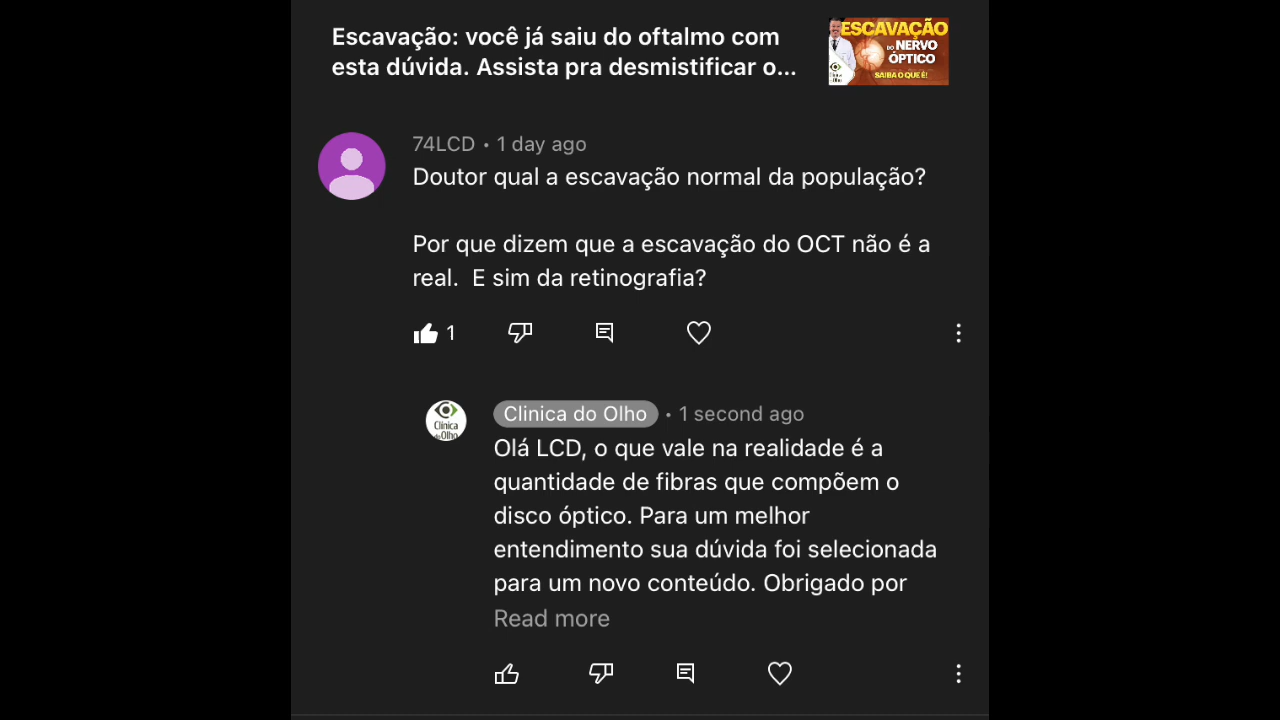 Escavação: você já saiu do oftalmo com
esta dúvida. Assista pra desmistificar o...
ESCAVAÇÃO
DO NERVO
ÓPTICO
SAIBA O QUE É!
Clínica
do Olho
74LCD • 1 day ago
Doutor qual a escavação normal da população?
Por que dizem que a escavação do OCT não é a
real.  E sim da retinografia?
1
Clinica do Olho • 1 second ago
Clínica
do Olho
Olá LCD, o que vale na realidade é a
quantidade de fibras que compõem o
disco óptico. Para um melhor
entendimento sua dúvida foi selecionada
para um novo conteúdo. Obrigado por
Read more